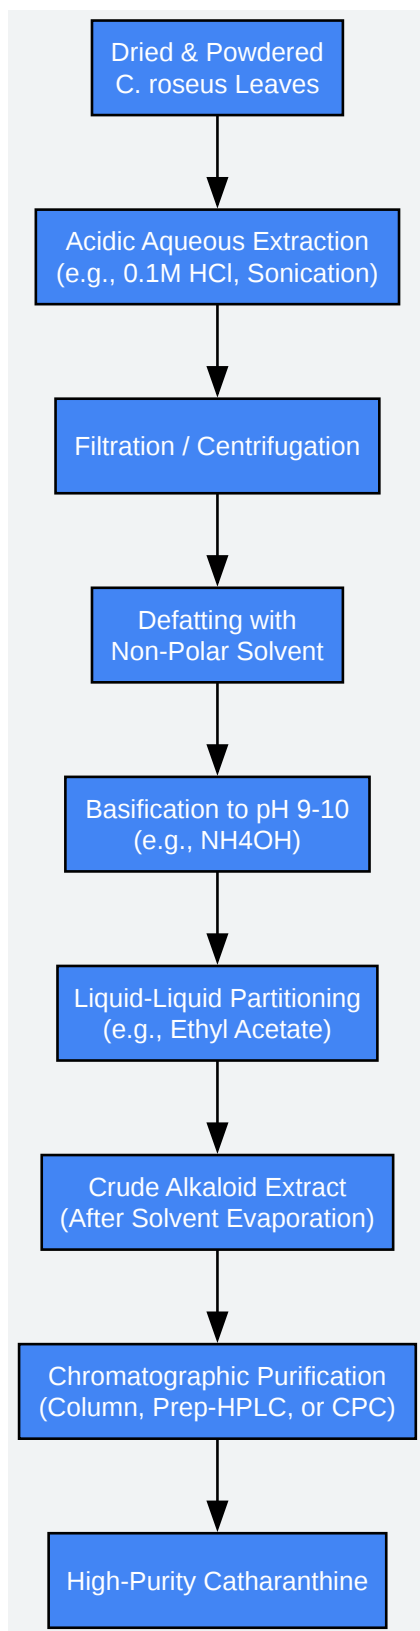 Dried & Powdered
C. roseus Leaves
Acidic Aqueous Extraction
(e.g., 0.1M HCl, Sonication)
Filtration / Centrifugation
Defatting with
Non-Polar Solvent
Basification to pH 9-10
(e.g., NH4OH)
Liquid-Liquid Partitioning
(e.g., Ethyl Acetate)
Crude Alkaloid Extract
(After Solvent Evaporation)
Chromatographic Purification
(Column, Prep-HPLC, or CPC)
High-Purity Catharanthine